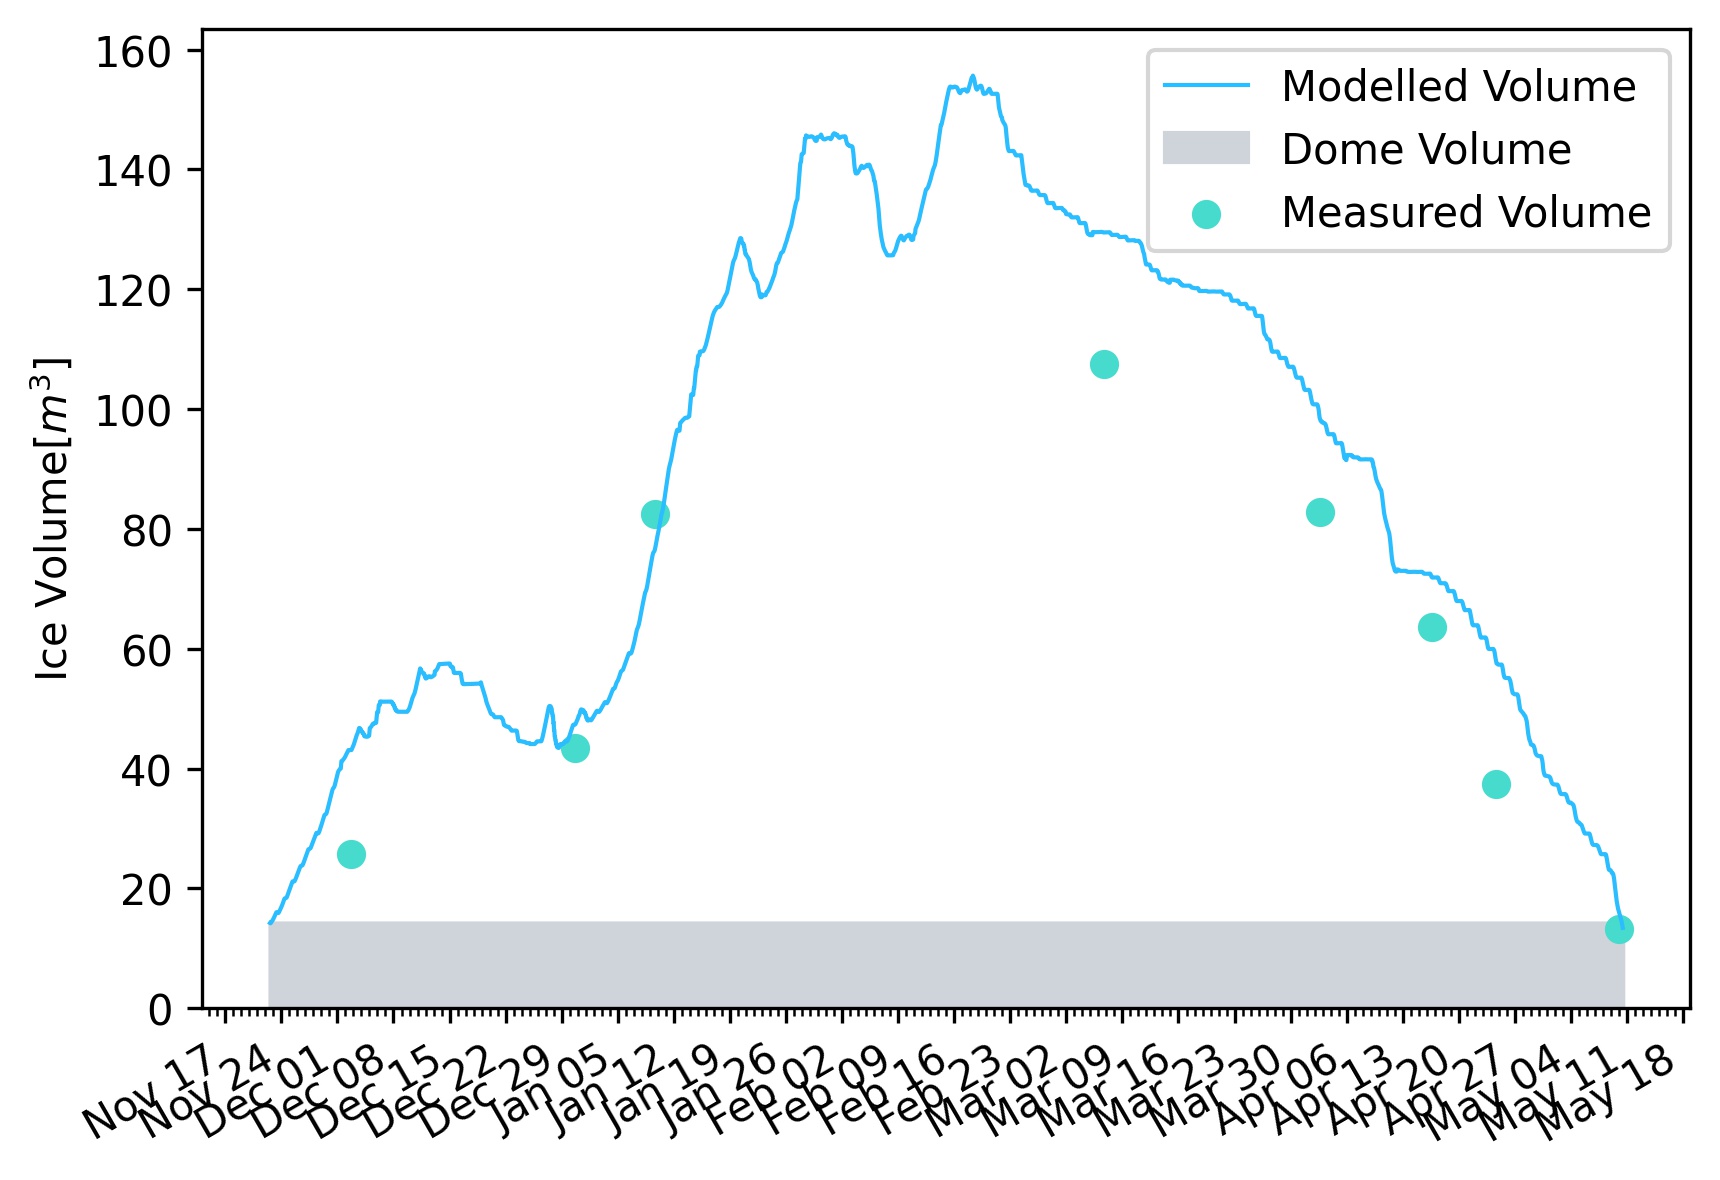 160
140
120
100
80
60
40
20
0
Ice Volume[m³]
Modelled Volume
Dome Volume
Measured Volume
Nov 17
Nov 24
Dec 01
Dec 08
Dec 15
Dec 22
Dec 29
Jan 05
Jan 12
Jan 19
Jan 26
Feb 02
Feb 09
Feb 16
Feb 23
Mar 02
Mar 09
Mar 16
Mar 23
Mar 30
Apr 06
Apr 13
Apr 20
Apr 27
May 04
May 11
May 18